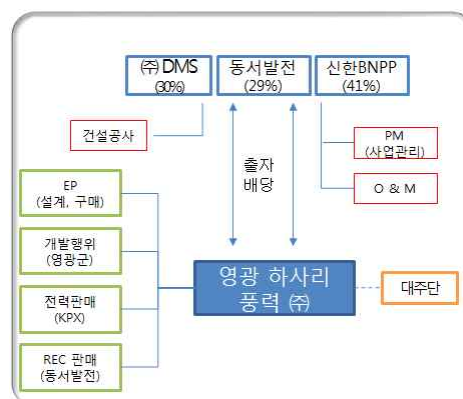 ㈜ DMS
(30%)
동서발전
(29%)
신한BNPP
(41%)
건설공사
PM
(사업관리)
O & M
출자
배당
EP
(설계, 구매)
개발행위
(영광군)
전력판매
(KPX)
REC 판매
(동서발전)
영광 하사리
풍력 ㈜
대주단